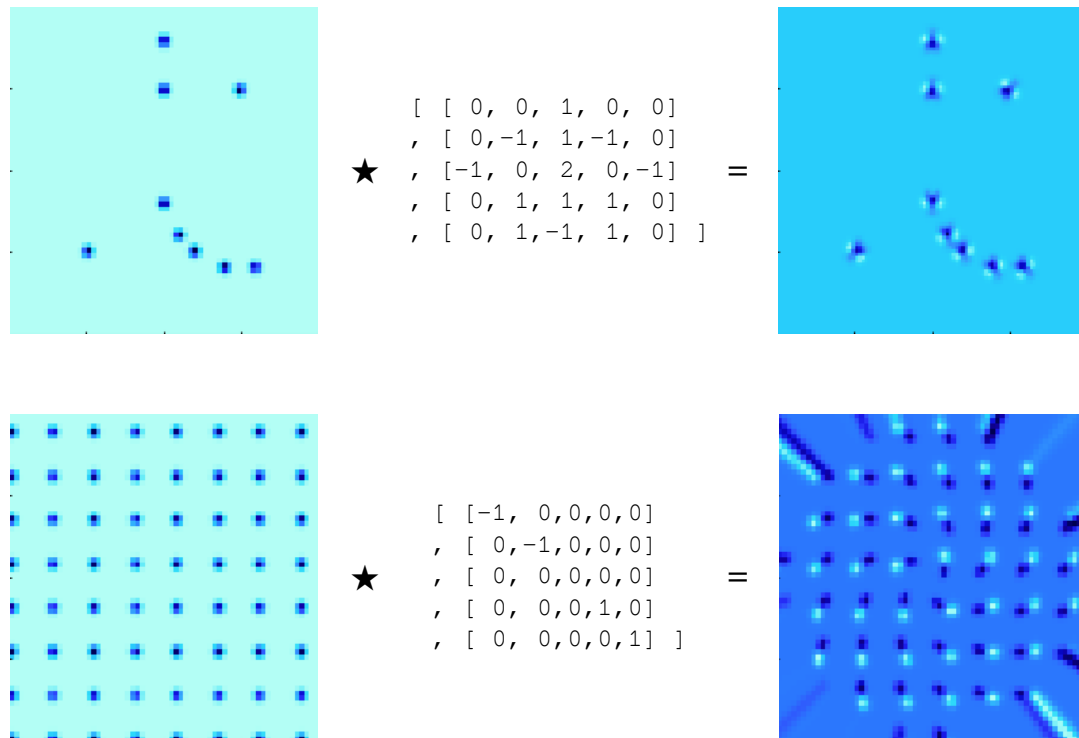 [ [ 0, 0, 1, 0, 0]
, [ 0,−1, 1,−1, 0]
★ , [−1, 0, 2, 0,−1] =
, [ 0, 1, 1, 1, 0]
, [ 0, 1,−1, 1, 0] ]
[ [−1, 0,0,0,0]
, [ 0,−1,0,0,0]
★ , [ 0, 0,0,0,0] =
, [ 0, 0,0,1,0]
, [ 0, 0,0,0,1] ]